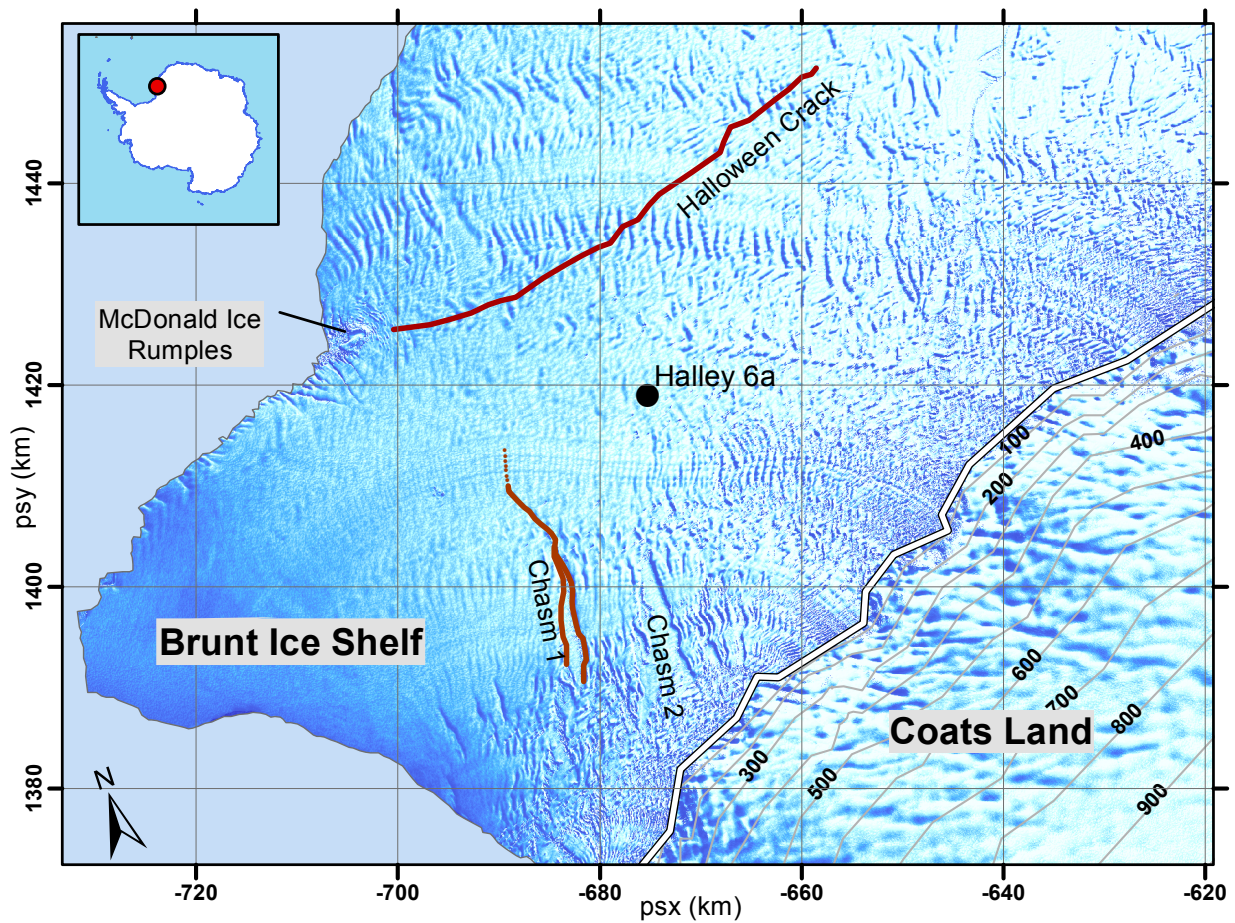 Halloween Crack
1440
McDonald Ice
Rumples
Halley 6a
1420
psy (km)
100
400
200
1400
Chasm 1
Chasm 2
Brunt Ice Shelf
600
700
800
Coats Land
300
500
900
N
1380
-720
-700
-680
-660
-640
-620
psx (km)